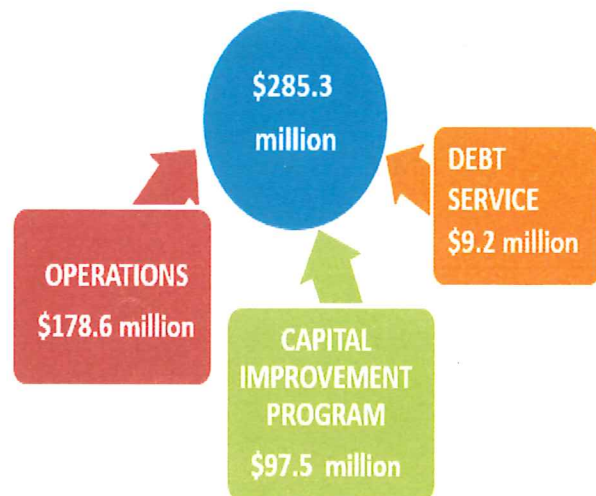 $285.3
million
DEBT
SERVICE
$9.2 million
OPERATIONS
$178.6 million
CAPITAL
IMPROVEMENT
PROGRAM
$97.5 million